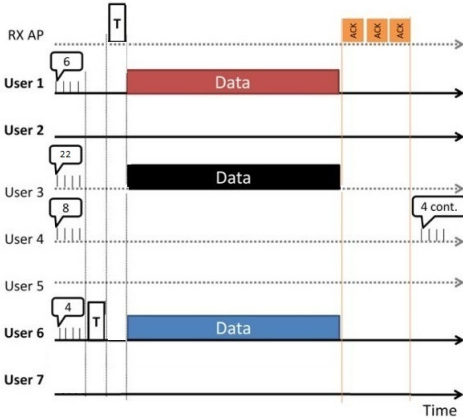 T
RX AP
ACK ACK ACK
6
User 1 Data
User 2
22
User 3 Data
8
User 4 4 cont.
User 5
4
User 6 T Data
User 7
Time